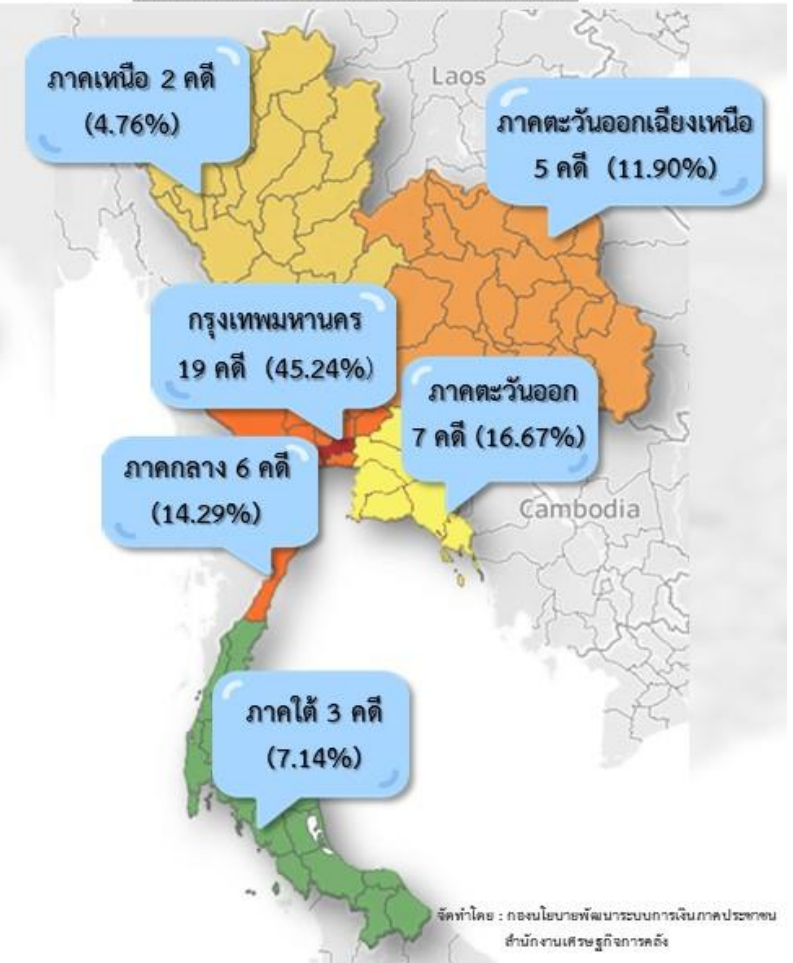 ภาคเหนือ 2 คดี
(4.76%)
Laos
ภาคตะวันออกเฉียงเหนือ
5 คดี (11.90%)
กรุงเทพมหานคร
19 คดี (45.24%)
ภาคตะวันออก
7 คดี (16.67%)
ภาคกลาง 6 คดี
(14.29%)
Cambodia
ภาคใต้ 3 คดี
(7.14%)
จัดทำโดย : กองนโยบายพัฒนาระบบการเงินภาคประชาชน
สำนักงานเศรษฐกิจการคลัง